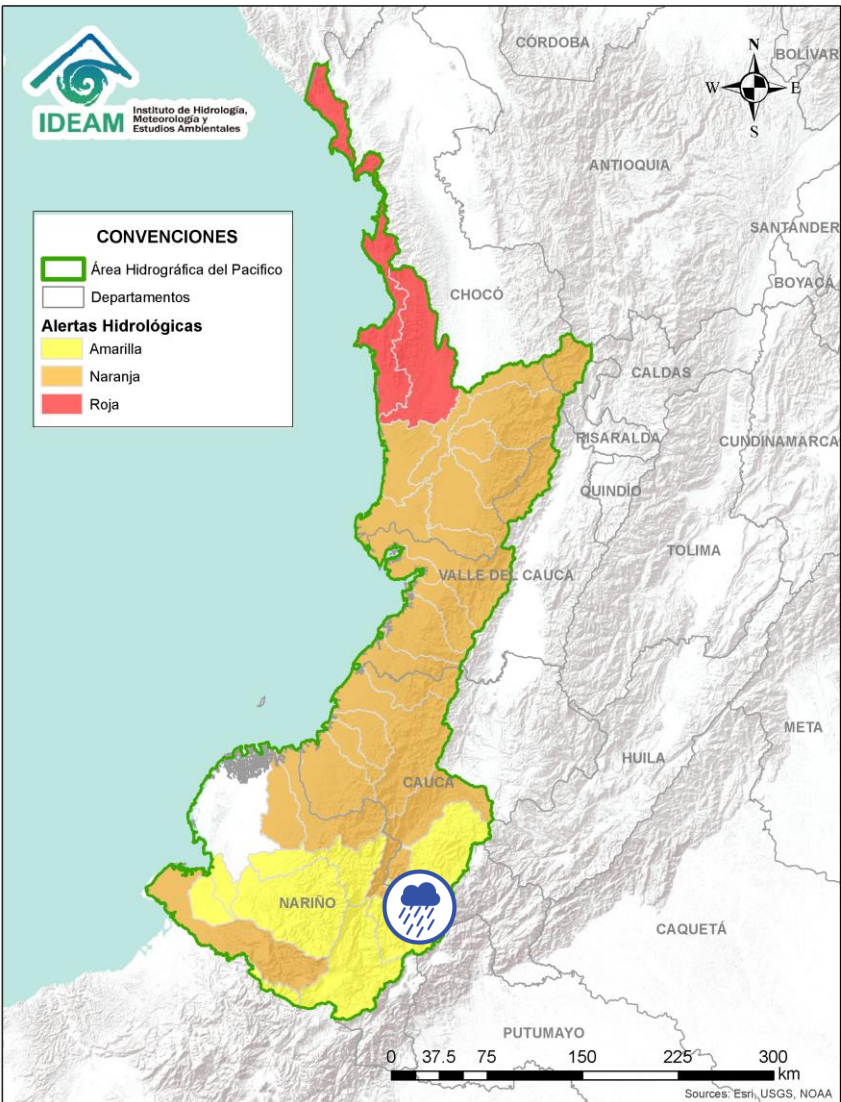 IDEAM
Instituto de Hidrología,
Meteorología y
Estudios Ambientales
CÓRDOBA
BOLIVAR
N
W
E
S
ANTIOQUIA
SANTANDER
BOYACÁ
CONVENCIONES
Área Hidrográfica del Pacifico
Departamentos
Alertas Hidrológicas
Amarilla
Naranja
Roja
CHOCÓ
CALDAS
RISARALDA
CUNDINAMARCA
QUINDÍO
TOLIMA
VALLE DEL CAUCA
META
HUILA
CAUCA
NARIÑO
CAQUETÁ
PUTUMAYO
0 37.5 75 150 225 300
km
Sources: Esri, USGS, NOAA